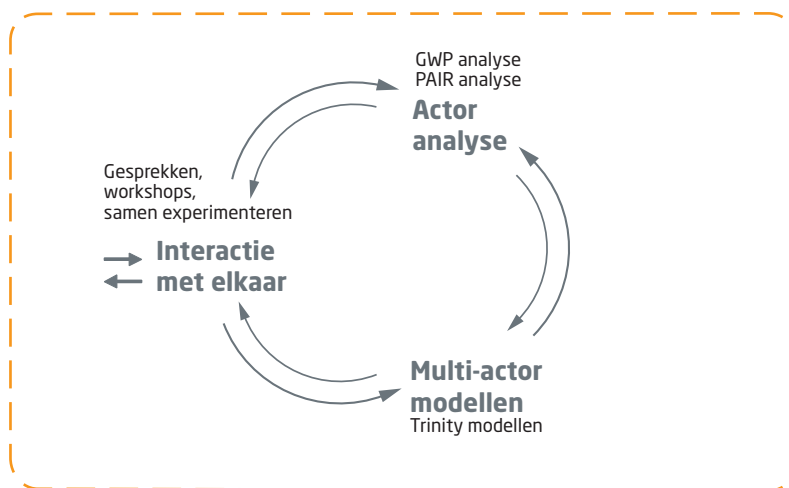 GWP analyse
PAIR analyse
Actor
analyse
Gesprekken,
workshops,
samen experimenteren
Interactie
met elkaar
Multi-actor
modellen
Trinity modellen